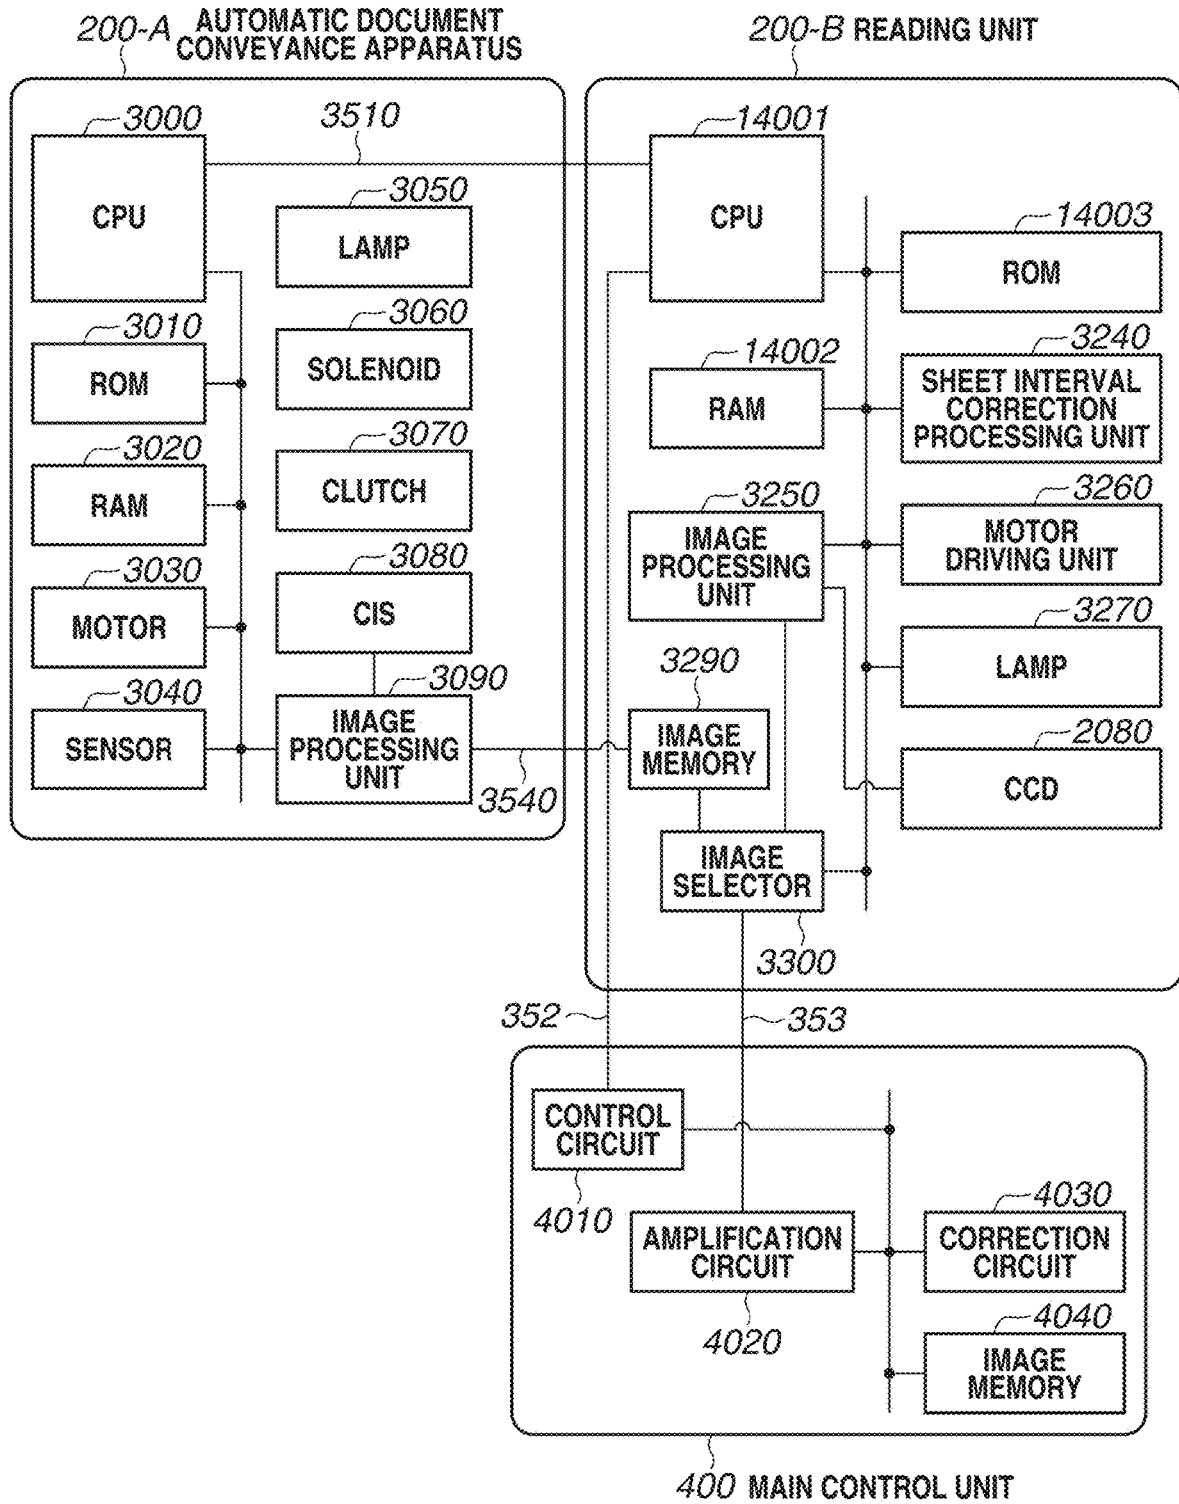 200-A AUTOMATIC DOCUMENT
CONVEYANCE APPARATUS
3000
CPU
3510
3050
LAMP
3010
ROM
3060
SOLENOID
3020
RAM
3070
CLUTCH
3030
MOTOR
3080
CIS
3040
SENSOR
3090
IMAGE
PROCESSING
UNIT
3540
200-B READING UNIT
14001
CPU
14003
ROM
14002
RAM
3240
SHEET INTERVAL
CORRECTION
PROCESSING UNIT
3250
IMAGE
PROCESSING
UNIT
3260
MOTOR
DRIVING UNIT
3270
LAMP
3290
IMAGE
MEMORY
2080
CCD
IMAGE
SELECTOR
3300
352
353
CONTROL
CIRCUIT
4010
AMPLIFICATION
CIRCUIT
4020
4030
CORRECTION
CIRCUIT
4040
IMAGE
MEMORY
400 MAIN CONTROL UNIT